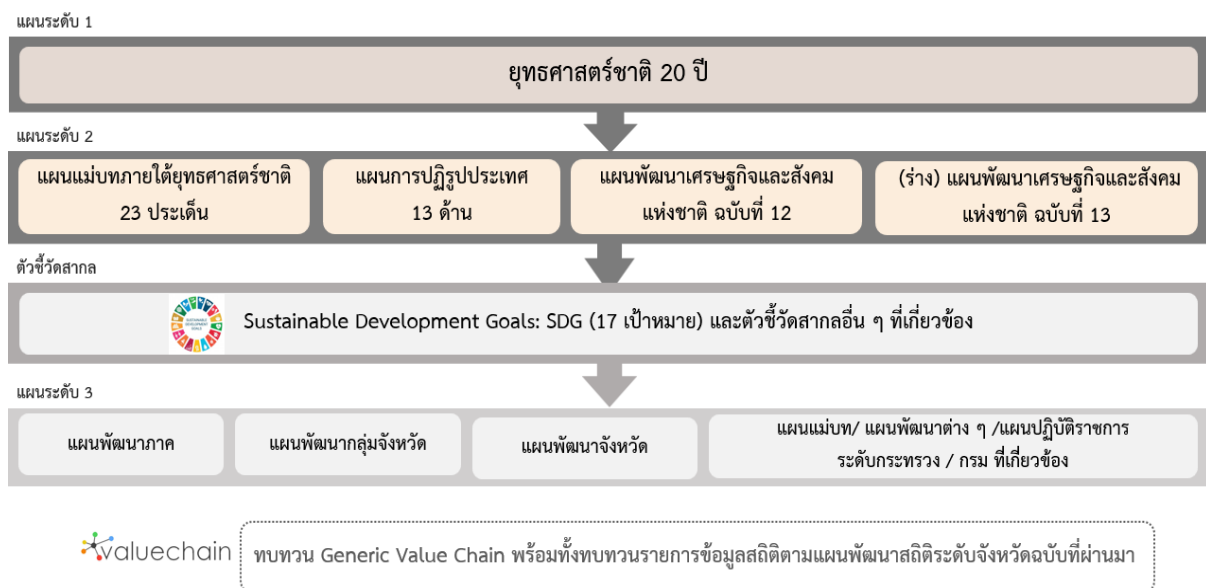 แผนระดับ 1
ยุทธศาสตร์ชาติ 20 ปี
แผนระดับ 2
แผนแม่บทภายใต้ยุทธศาสตร์ชาติ
23 ประเด็น
แผนการปฏิรูปประเทศ
13 ด้าน
แผนพัฒนาเศรษฐกิจและสังคม
แห่งชาติ ฉบับที่ 12
(ร่าง) แผนพัฒนาเศรษฐกิจและสังคม
แห่งชาติ ฉบับที่ 13
ตัวชี้วัดสากล
SUSTAINABLE
DEVELOPMENT
GOALS
Sustainable Development Goals: SDG (17 เป้าหมาย) และตัวชี้วัดสากลอื่น ๆ ที่เกี่ยวข้อง
แผนระดับ 3
แผนพัฒนาภาค
แผนพัฒนากลุ่มจังหวัด
แผนพัฒนาจังหวัด
แผนแม่บท/ แผนพัฒนาต่าง ๆ /แผนปฏิบัติราชการ
ระดับกระทรวง / กรม ที่เกี่ยวข้อง
valuechain
ทบทวน Generic Value Chain พร้อมทั้งทบทวนรายการข้อมูลสถิติตามแผนพัฒนาสถิติระดับจังหวัดฉบับที่ผ่านมา